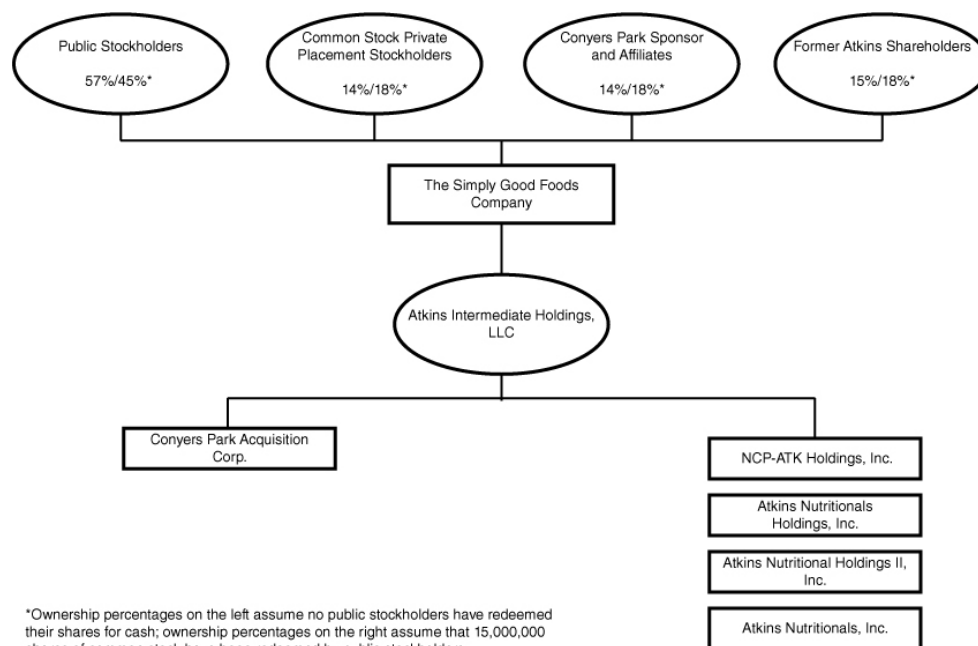 Public Stockholders
57%/45%*
Common Stock Private
Placement Stockholders
14%/18%*
Conyers Park Sponsor
and Affiliates
14%/18%*
Former Atkins Shareholders
15%/18%*
The Simply Good Foods
Company
Atkins Intermediate Holdings,
LLC
Conyers Park Acquisition
Corp.
NCP-ATK Holdings, Inc.
Atkins Nutritionals
Holdings, Inc.
Atkins Nutritional Holdings II,
Inc.
Atkins Nutritionals, Inc.
*Ownership percentages on the left assume no public stockholders have redeemed
their shares for cash; ownership percentages on the right assume that 15,000,000